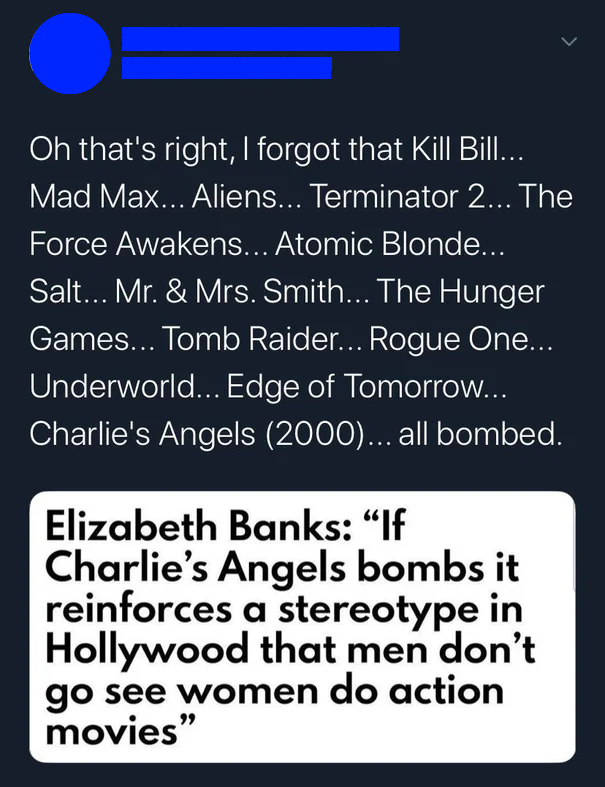 Oh that's right, I forgot that Kill Bill...
Mad Max... Aliens... Terminator 2... The
Force Awakens... Atomic Blonde...
Salt... Mr. & Mrs. Smith... The Hunger
Games... Tomb Raider... Rogue One...
Underworld... Edge of Tomorrow...
Charlie's Angels (2000)... all bombed.
Elizabeth Banks: “If
Charlie’s Angels bombs it
reinforces a stereotype in
Hollywood that men don’t
go see women do action
movies”